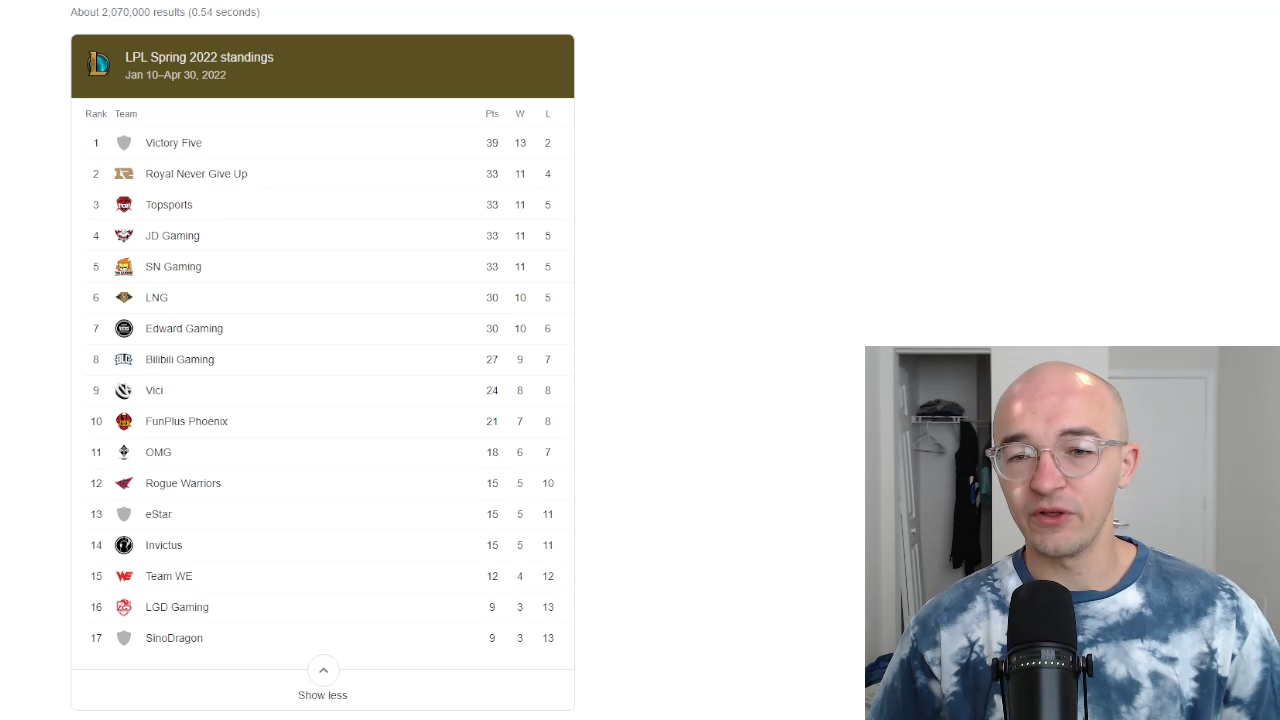 About 2,070,000 results (0.54 seconds)
LPL Spring 2022 standings
Jan 10–Apr 30, 2022
Rank Team Pts W L
1 Victory Five 39 13 2
2 Royal Never Give Up 33 11 4
3 Topsports 33 11 5
4 JD Gaming 33 11 5
5 SN Gaming 33 11 5
6 LNG 30 10 5
7 Edward Gaming 30 10 6
8 Bilibili Gaming 27 9 7
9 Vici 24 8 8
10 FunPlus Phoenix 21 7 8
11 OMG 18 6 7
12 Rogue Warriors 15 5 10
13 eStar 15 5 11
14 Invictus 15 5 11
15 Team WE 12 4 12
16 LGD Gaming 9 3 13
17 SinoDragon 9 3 13
Show less